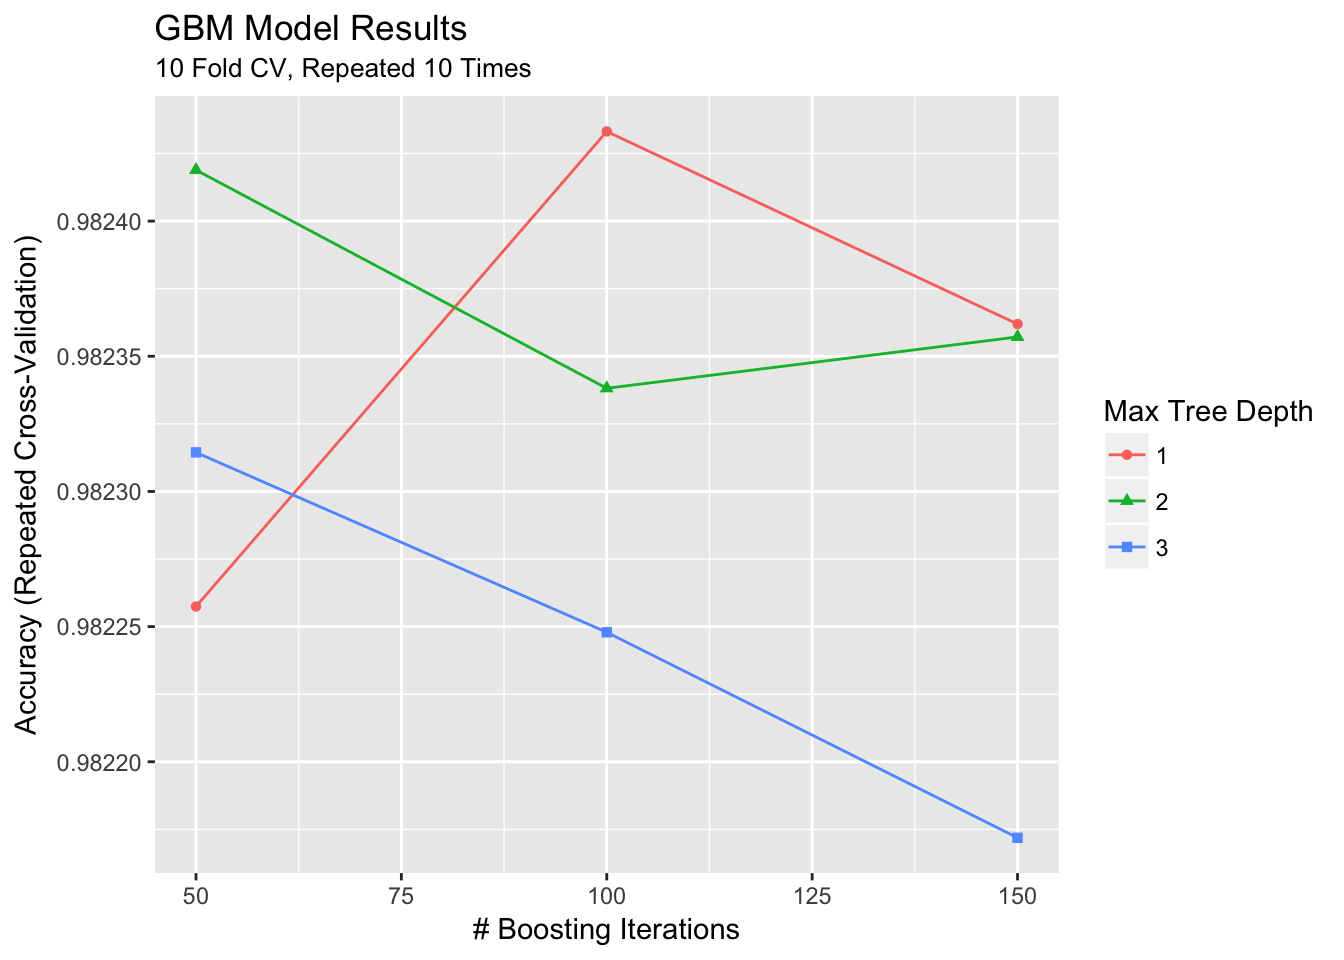 GBM Model Results
10 Fold CV, Repeated 10 Times
Accuracy (Repeated Cross-Validation)
0.98240
0.98235
0.98230
0.98225
0.98220
50 75 100 125 150
# Boosting Iterations
Max Tree Depth
1
2
3